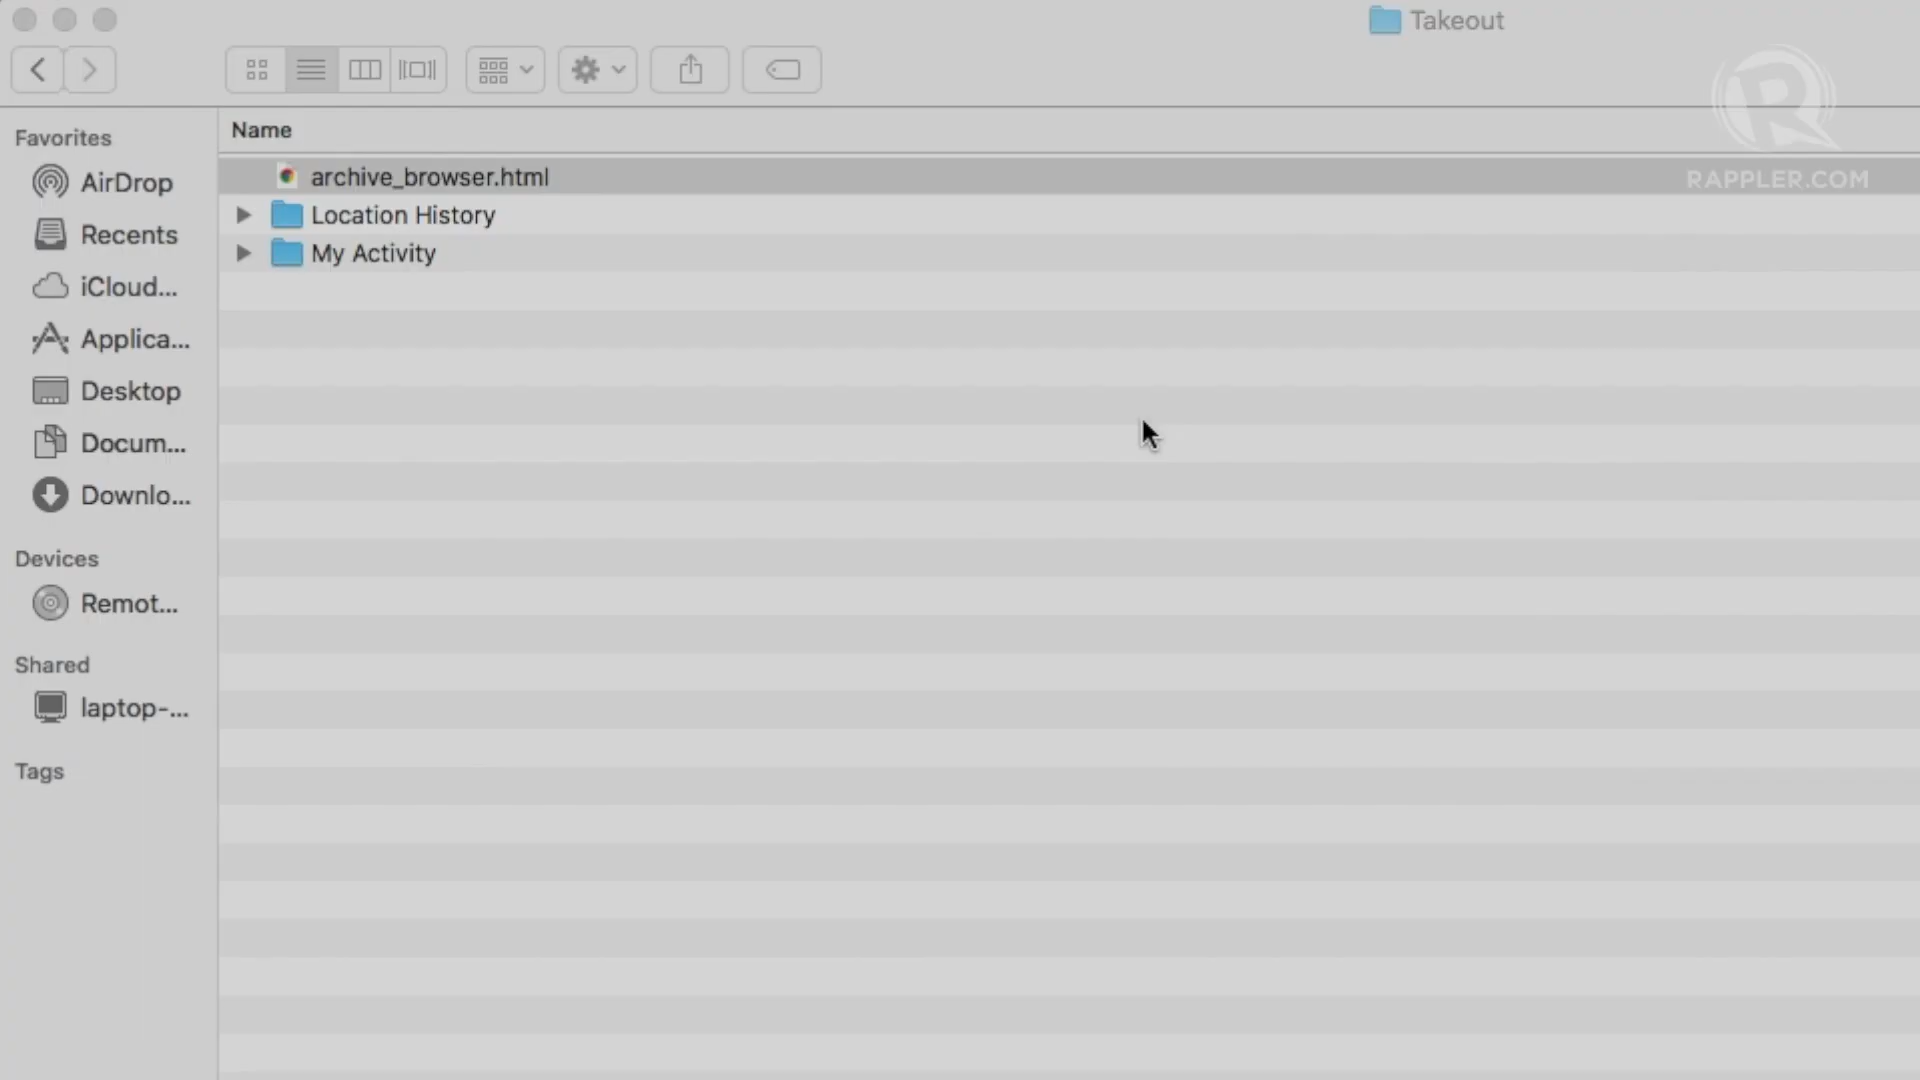 Takeout
RAPPLER.COM
Favorites
AirDrop
Recents
iCloud...
Applica...
Desktop
Docum...
Downlo...
Devices
Remot...
Shared
laptop-...
Tags
Name
archive_browser.html
Location History
My Activity